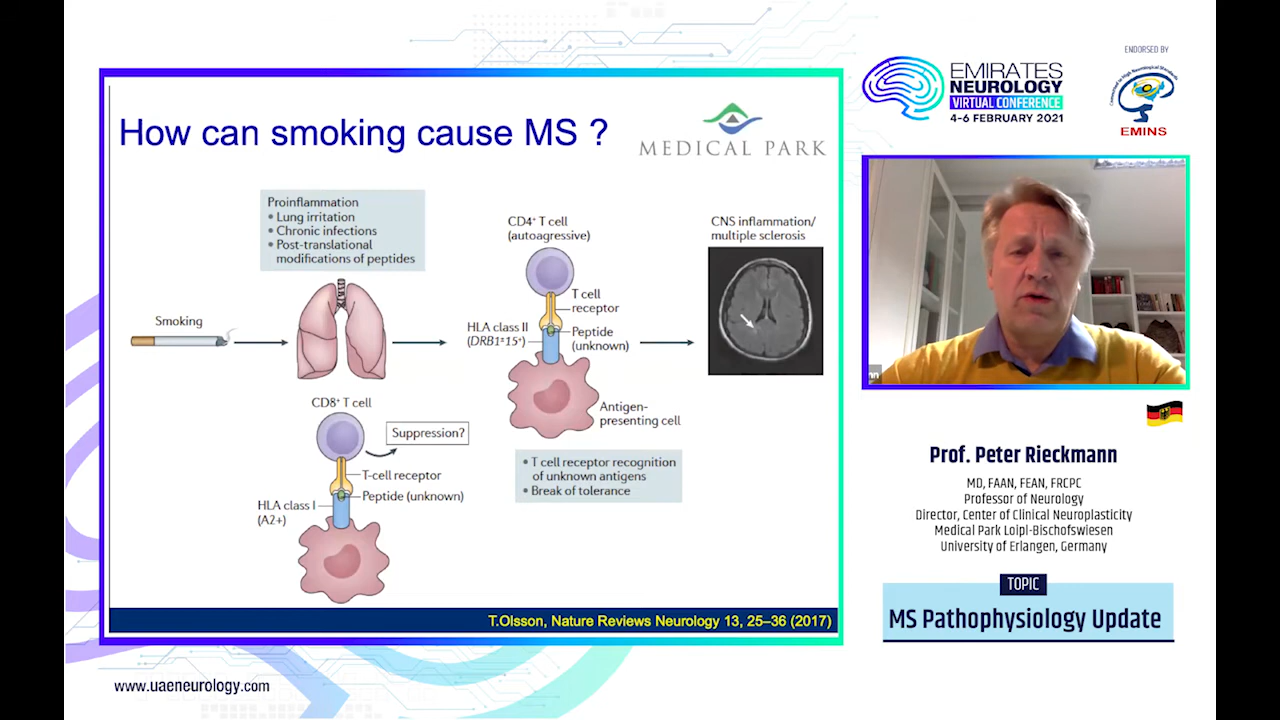 How can smoking cause MS ?
MEDICAL PARK
Proinflammation
• Lung irritation
• Chronic infections
• Post-translational
modifications of peptides
Smoking
CD4+ T cell
(autoagressive)
T cell
receptor
HLA class II
(DRB1*15+)
Peptide
(unknown)
Antigen-
presenting cell
• T cell receptor recognition
of unknown antigens
• Break of tolerance
CNS inflammation/
multiple sclerosis
CD8+ T cell
Suppression?
T-cell receptor
Peptide (unknown)
HLA class I
(A2+)
T.Olsson, Nature Reviews Neurology 13, 25–36 (2017)
www.uaeneurology.com
EMIRATES
NEUROLOGY
VIRTUAL CONFERENCE
4-6 FEBRUARY 2021
ENDORSED BY
EMINS
Prof. Peter Rieckmann
MD, FAAN, FEAN, FRCPC
Professor of Neurology
Director, Center of Clinical Neuroplasticity
Medical Park Loipl-Bischofswiesen
University of Erlangen, Germany
TOPIC
MS Pathophysiology Update